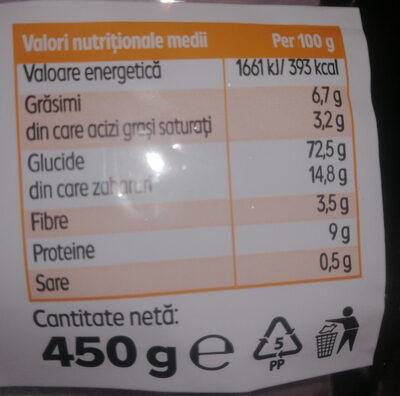 Valori nutriționale medii Per 100 g
Valoare energetică 1661 kJ/ 393 kcal
Grăsimi 6,7 g
din care acizi grași saturați 3,2 g
Glucide 72,5 g
din care zaharuri 14,8 g
Fibre 3,5 g
Proteine 9 g
Sare 0,5 g
Cantitate netă:
450 g e
5
PP